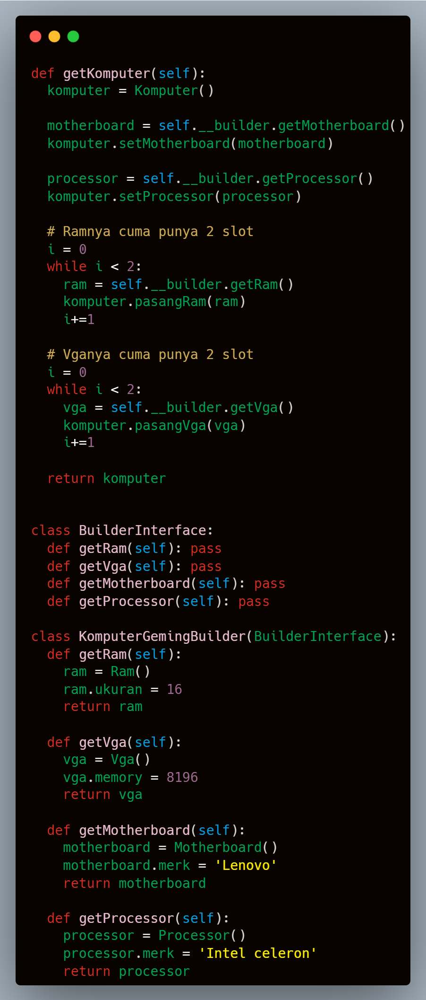 def getKomputer(self):
  komputer = Komputer()

  motherboard = self.__builder.getMotherboard()
  komputer.setMotherboard(motherboard)

  processor = self.__builder.getProcessor()
  komputer.setProcessor(processor)

  # Ramnya cuma punya 2 slot
  i = 0
  while i < 2:
    ram = self.__builder.getRam()
    komputer.pasangRam(ram)
    i+=1

  # Vganya cuma punya 2 slot
  i = 0
  while i < 2:
    vga = self.__builder.getVga()
    komputer.pasangVga(vga)
    i+=1

  return komputer


class BuilderInterface:
  def getRam(self): pass
  def getVga(self): pass
  def getMotherboard(self): pass
  def getProcessor(self): pass

class KomputerGemingBuilder(BuilderInterface):
  def getRam(self):
    ram = Ram()
    ram.ukuran = 16
    return ram

  def getVga(self):
    vga = Vga()
    vga.memory = 8196
    return vga

  def getMotherboard(self):
    motherboard = Motherboard()
    motherboard.merk = 'Lenovo'
    return motherboard

  def getProcessor(self):
    processor = Processor()
    processor.merk = 'Intel celeron'
    return processor